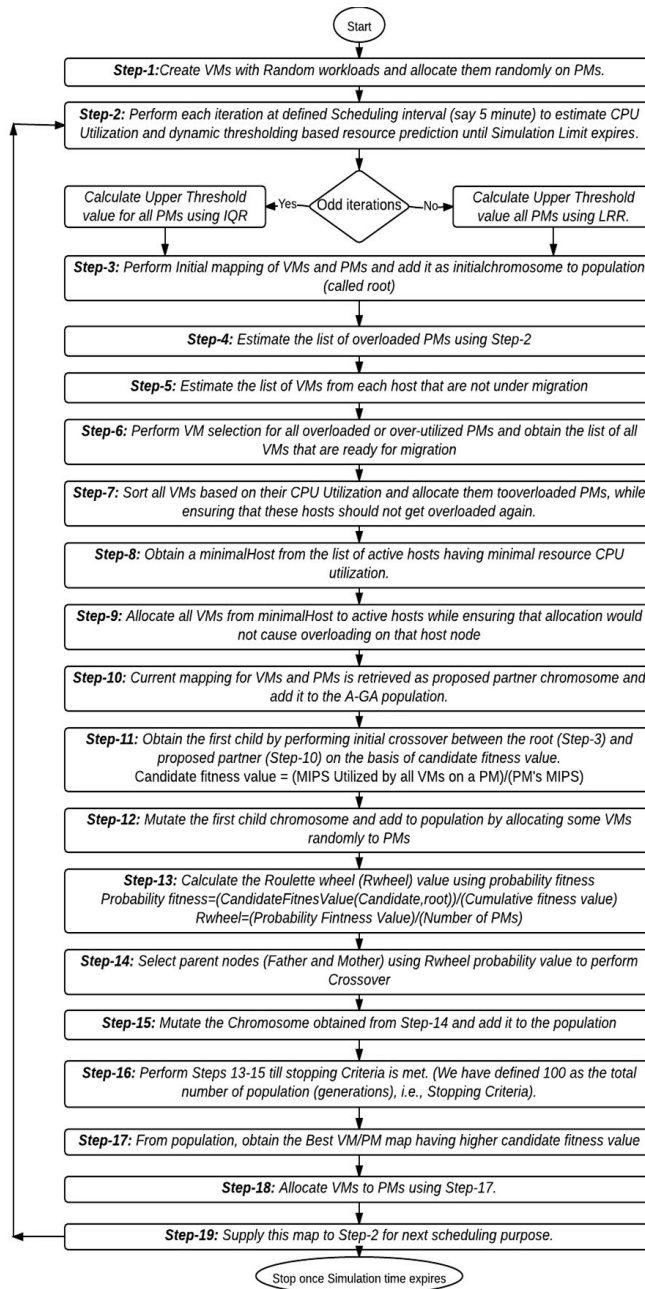 Start
Step-1:Create VMs with Random workloads and allocate them randomly on PMs.
Step-2: Perform each iteration at defined Scheduling interval (say 5 minute) to estimate CPU
Utilization and dynamic thresholding based resource prediction until Simulation Limit expires.
Calculate Upper Threshold
value for all PMs using IQR
Yes
Odd iterations
No
Calculate Upper Threshold
value all PMs using LRR.
Step-3: Perform Initial mapping of VMs and PMs and add it as initialchromosome to population
(called root)
Step-4: Estimate the list of overloaded PMs using Step-2
Step-5: Estimate the list of VMs from each host that are not under migration
Step-6: Perform VM selection for all overloaded or over-utilized PMs and obtain the list of all
VMs that are ready for migration
Step-7: Sort all VMs based on their CPU Utilization and allocate them tooverloaded PMs, while
ensuring that these hosts should not get overloaded again.
Step-8: Obtain a minimalHost from the list of active hosts having minimal resource CPU
utilization.
Step-9: Allocate all VMs from minimalHost to active hosts while ensuring that allocation would
not cause overloading on that host node
Step-10: Current mapping for VMs and PMs is retrieved as proposed partner chromosome and
add it to the A-GA population.
Step-11: Obtain the first child by performing initial crossover between the root (Step-3) and
proposed partner (Step-10) on the basis of candidate fitness value.
Candidate fitness value = (MIPS Utilized by all VMs on a PM)/(PM's MIPS)
Step-12: Mutate the first child chromosome and add to population by allocating some VMs
randomly to PMs
Step-13: Calculate the Roulette wheel (Rwheel) value using probability fitness
Probability fitness=(CandidateFitnesValue(Candidate,root))/(Cumulative fitness value)
Rwheel=(Probability Fintness Value)/(Number of PMs)
Step-14: Select parent nodes (Father and Mother) using Rwheel probability value to perform
Crossover
Step-15: Mutate the Chromosome obtained from Step-14 and add it to the population
Step-16: Perform Steps 13-15 till stopping Criteria is met. (We have defined 100 as the total
number of population (generations), i.e., Stopping Criteria).
Step-17: From population, obtain the Best VM/PM map having higher candidate fitness value
Step-18: Allocate VMs to PMs using Step-17.
Step-19: Supply this map to Step-2 for next scheduling purpose.
Stop once Simulation time expires